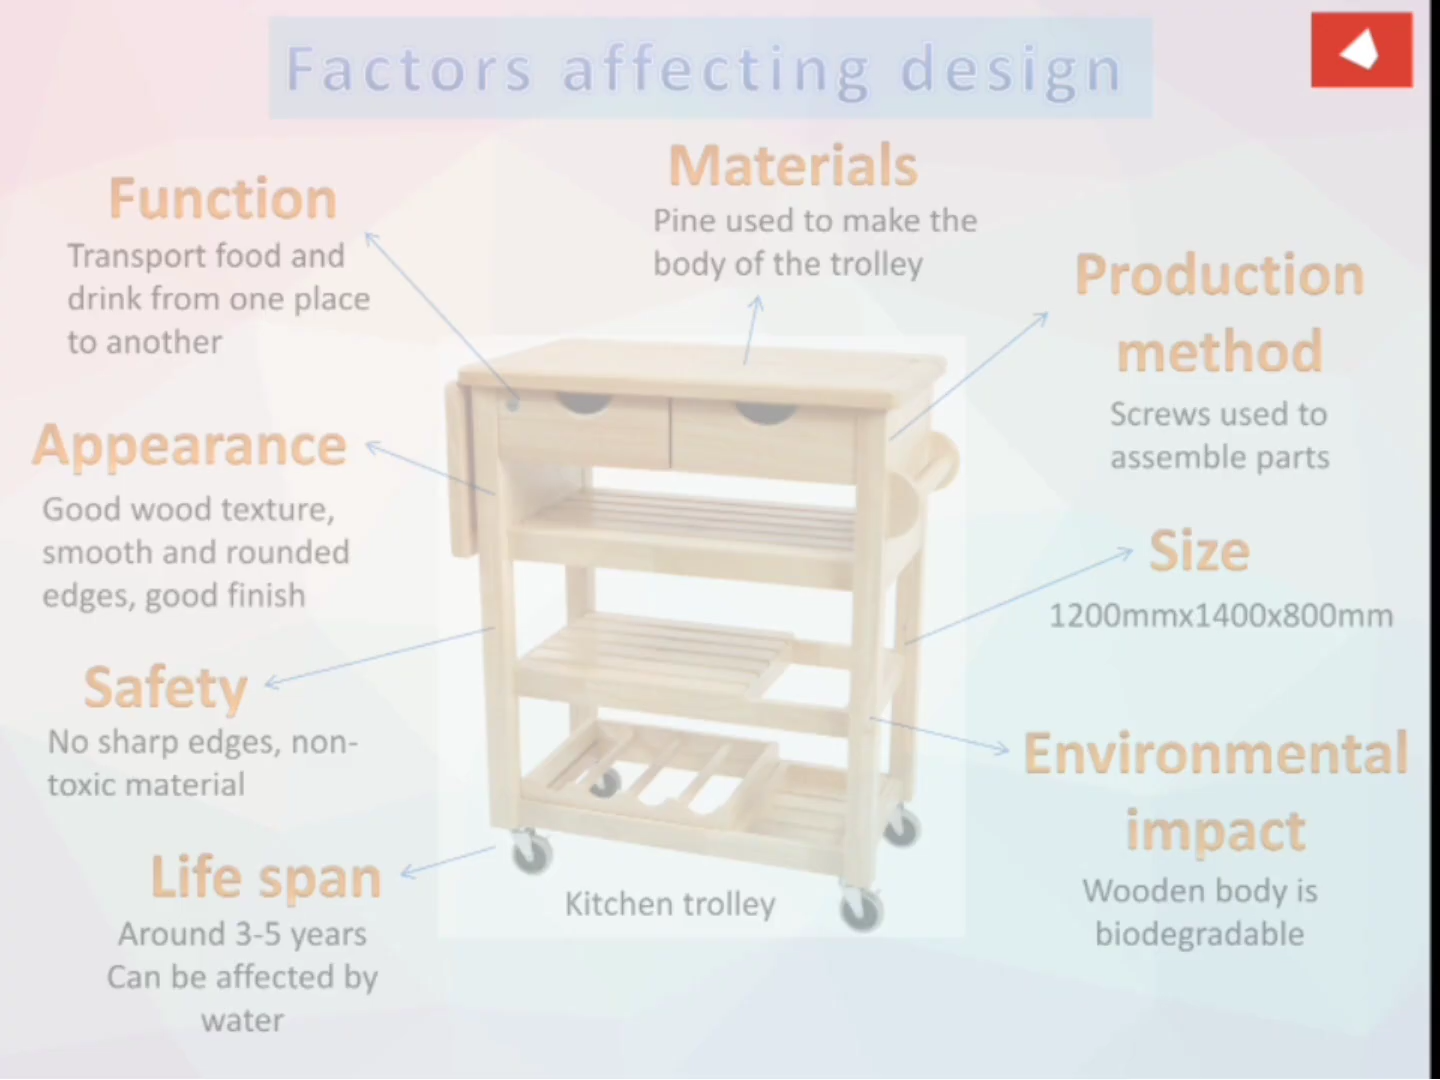 Factors affecting design
Function
Transport food and
drink from one place
to another
Materials
Pine used to make the
body of the trolley
Production
method
Screws used to
assemble parts
Appearance
Good wood texture,
smooth and rounded
edges, good finish
Size
1200mmx1400x800mm
Safety
No sharp edges, non-
toxic material
Environmental
impact
Wooden body is
biodegradable
Life span
Around 3-5 years
Can be affected by
water
Kitchen trolley